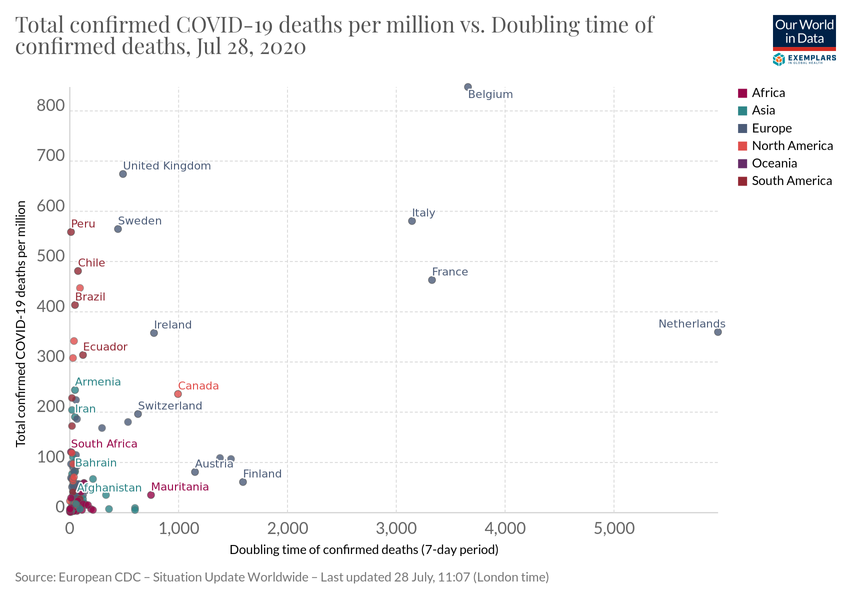 Total confirmed COVID-19 deaths per million vs. Doubling time of
confirmed deaths, Jul 28, 2020
Our World
in Data
EXEMPLARS
IN GLOBAL HEALTH
Africa
Asia
Europe
North America
Oceania
South America
Total confirmed COVID-19 deaths per million
800
700
600
500
400
300
200
100
0
Belgium
United Kingdom
Italy
Sweden
Peru
France
Chile
Brazil
Netherlands
Ireland
Ecuador
Armenia
Canada
Switzerland
Iran
South Africa
Bahrain
Austria
Finland
Afghanistan
Mauritania
0
1,000
2,000
3,000
4,000
5,000
Doubling time of confirmed deaths (7-day period)
Source: European CDC – Situation Update Worldwide – Last updated 28 July, 11:07 (London time)